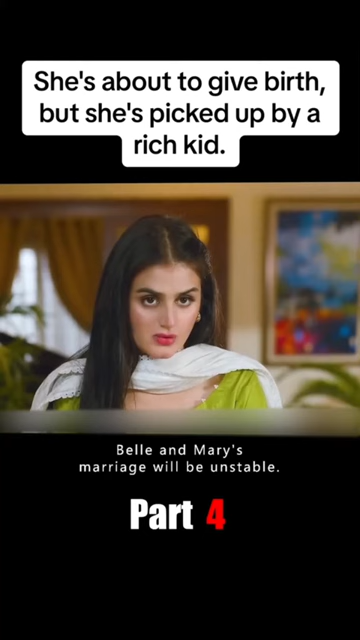 She's about to give birth,
but she's picked up by a
rich kid.
Belle and Mary's
marriage will be unstable.
Part 4